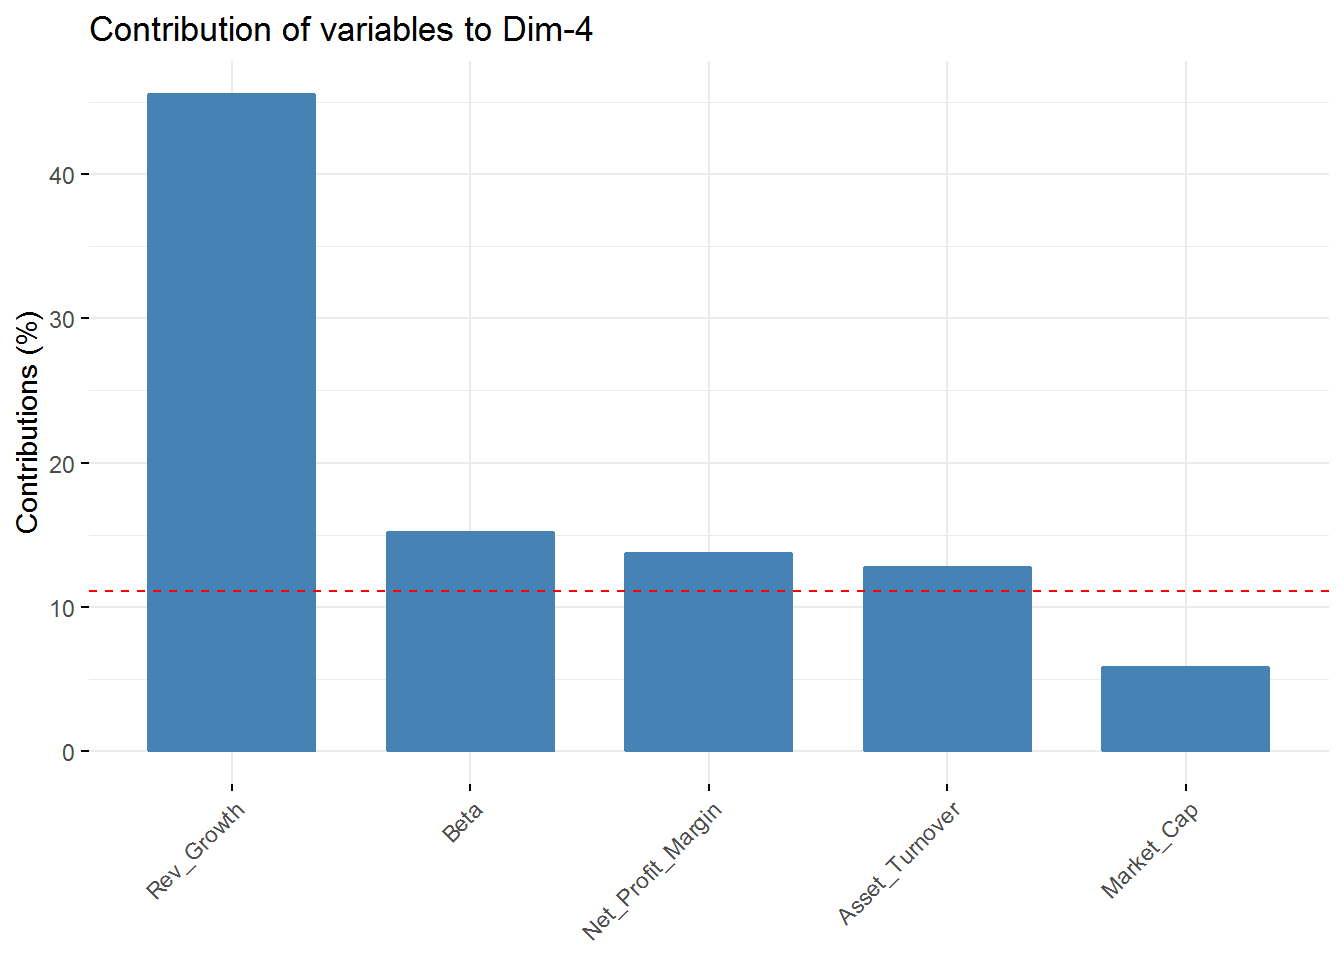 Contribution of variables to Dim-4
Contributions (%)
40
30
20
10
0
Rev_Growth
Beta
Net_Profit_Margin
Asset_Turnover
Market_Cap